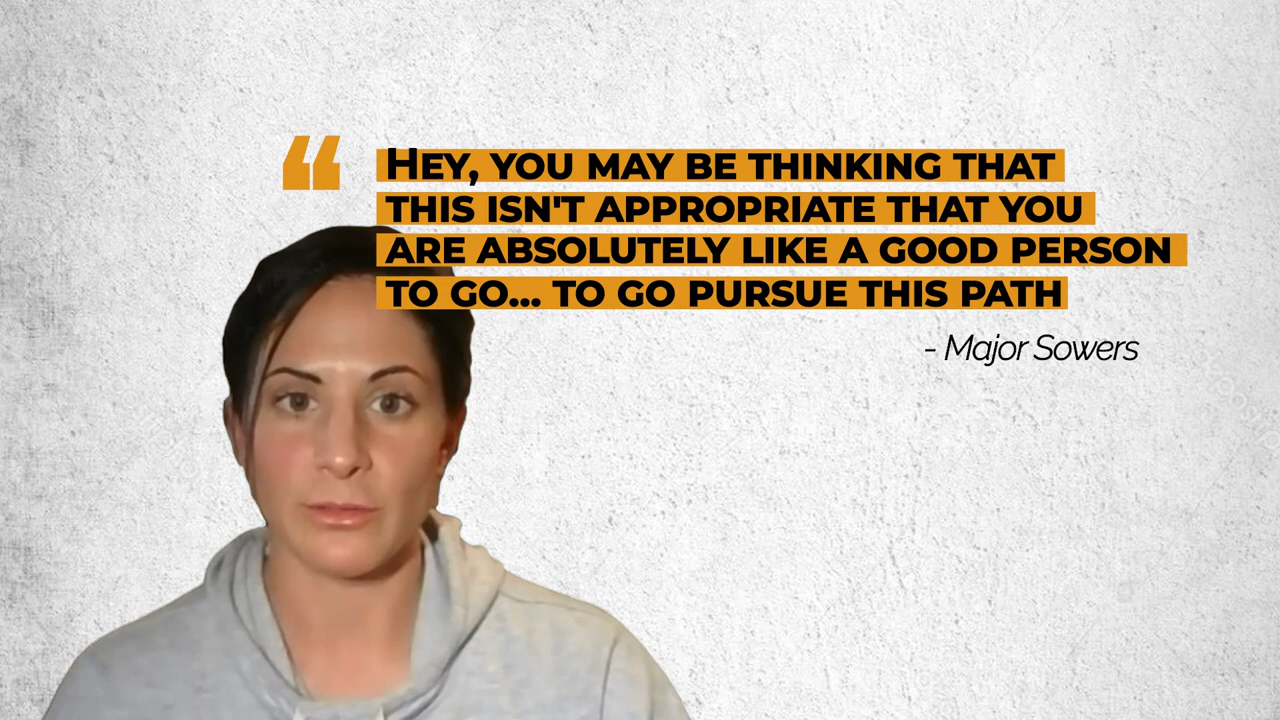 “
HEY, YOU MAY BE THINKING THAT
THIS ISN'T APPROPRIATE THAT YOU
ARE ABSOLUTELY LIKE A GOOD PERSON
TO GO... TO GO PURSUE THIS PATH
- Major Sowers